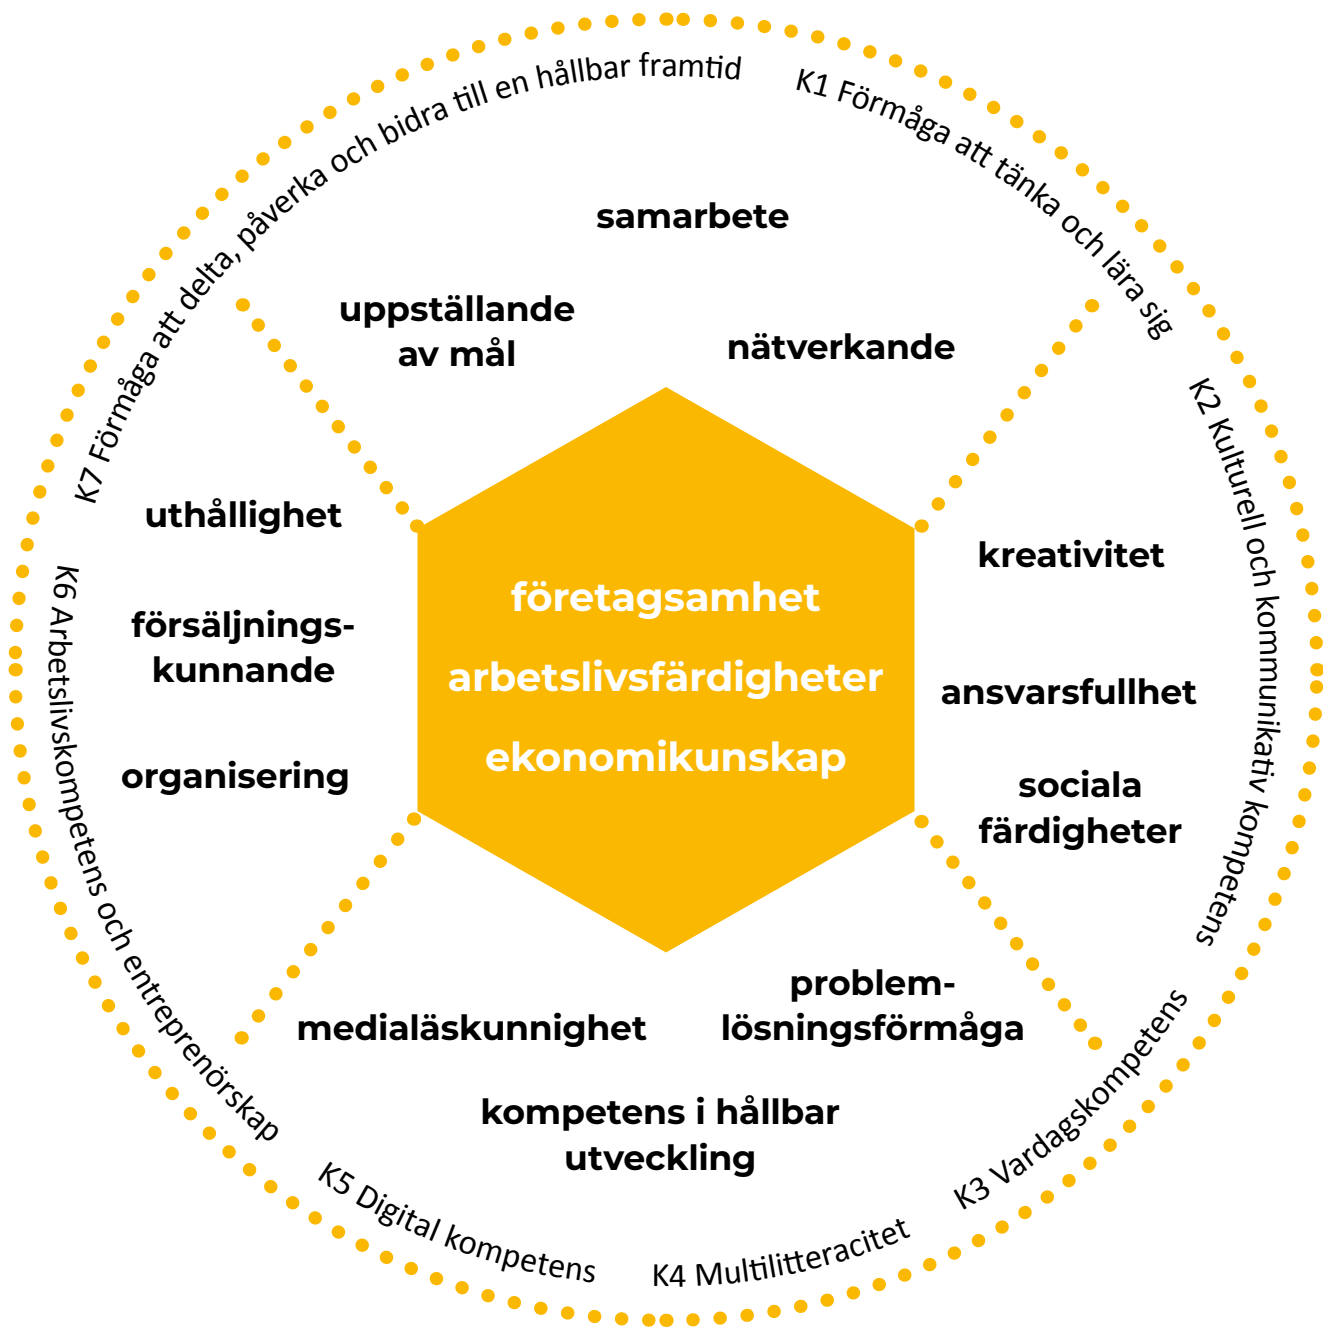 K7 Förmåga att delta, påverka och bidra till en hållbar framtid
K1 Förmåga att tänka och lära sig
K2 Kulturell och kommunikativ kompetens
K3 Vardagskompetens
K4 Multilitteracitet
K5 Digital kompetens
K6 Arbetslivskompetens och entreprenörskap
samarbete
uppställande
av mål
nätverkande
uthållighet
försäljnings-
kunnande
organisering
företagsamhet
arbetslivsfärdigheter
ekonomikunskap
kreativitet
ansvarsfullhet
sociala
färdigheter
medialäskunnighet
problem-
lösningsförmåga
kompetens i hållbar
utveckling